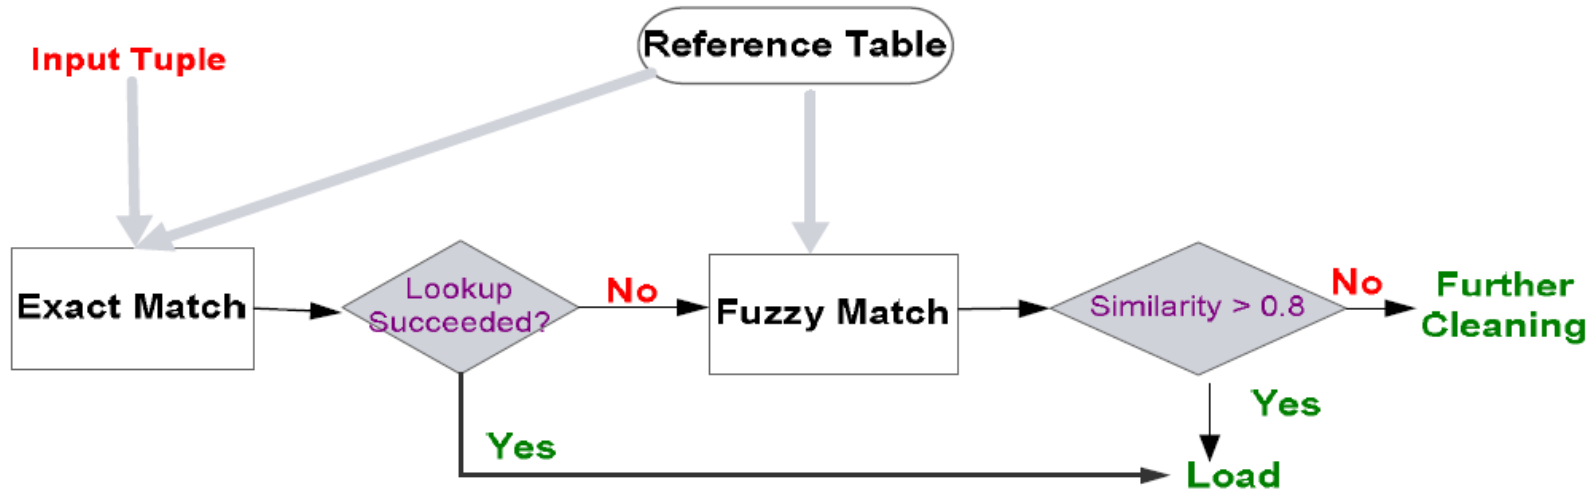 Input Tuple
Reference Table
Exact Match
Lookup
Succeeded?
No
Fuzzy Match
Similarity > 0.8
No
Further
Cleaning
Yes
Yes
Load